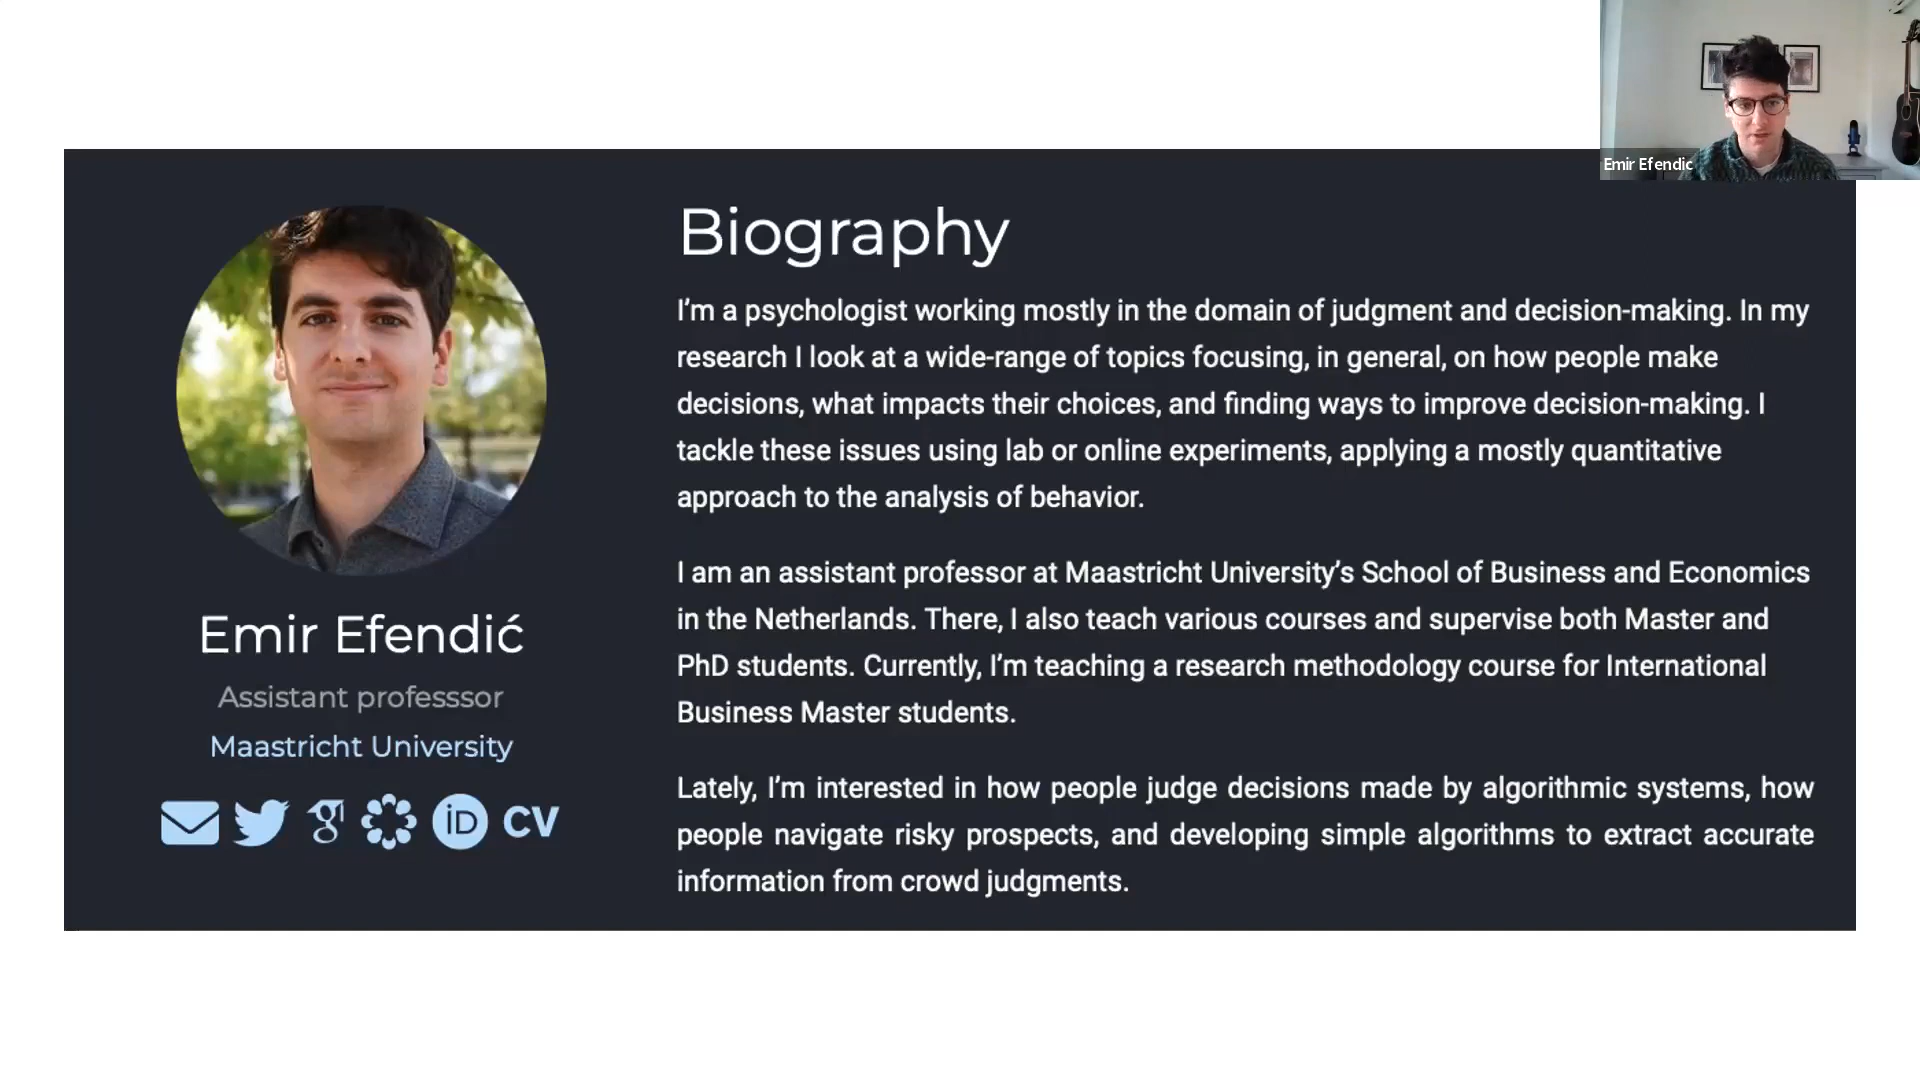 Emir Efendic
Biography
I’m a psychologist working mostly in the domain of judgment and decision-making. In my
research I look at a wide-range of topics focusing, in general, on how people make
decisions, what impacts their choices, and finding ways to improve decision-making. I
tackle these issues using lab or online experiments, applying a mostly quantitative
approach to the analysis of behavior.
I am an assistant professor at Maastricht University’s School of Business and Economics
in the Netherlands. There, I also teach various courses and supervise both Master and
PhD students. Currently, I’m teaching a research methodology course for International
Business Master students.
Lately, I’m interested in how people judge decisions made by algorithmic systems, how
people navigate risky prospects, and developing simple algorithms to extract accurate
information from crowd judgments.
Emir Efendić
Assistant professsor
Maastricht University
iD CV